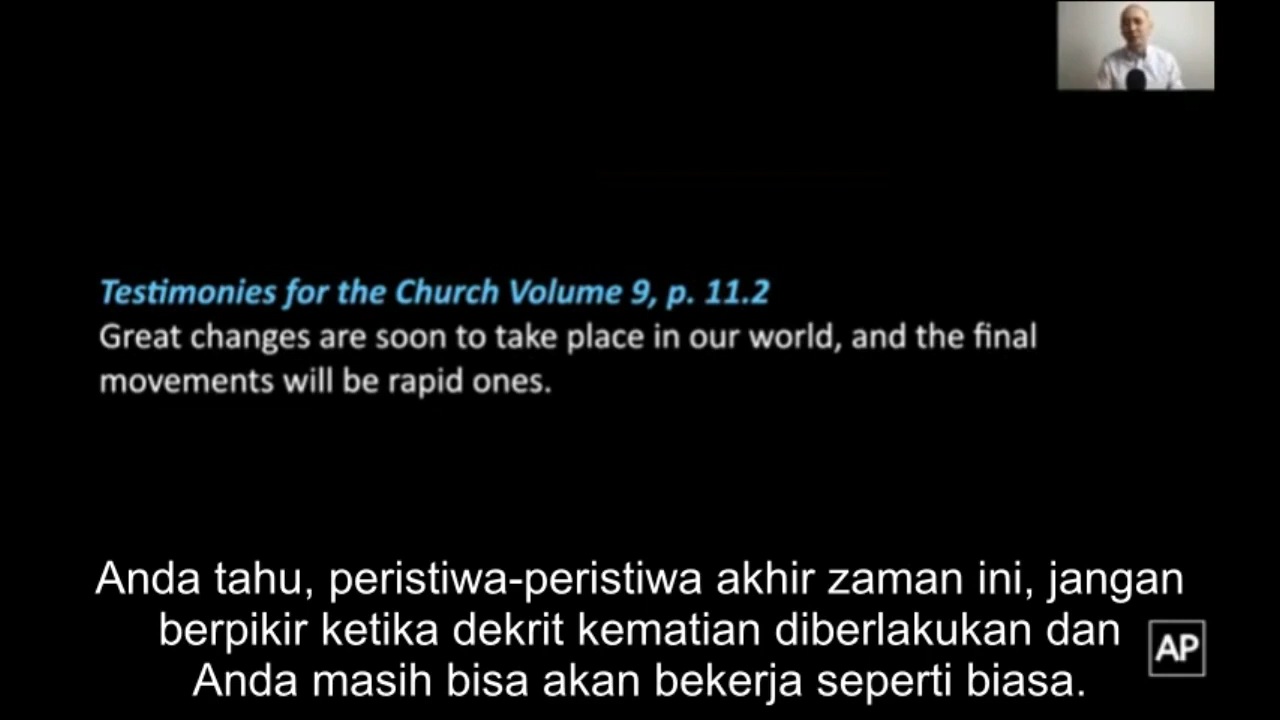 Testimonies for the Church Volume 9, p. 11.2
Great changes are soon to take place in our world, and the final
movements will be rapid ones.
Anda tahu, peristiwa-peristiwa akhir zaman ini, jangan
berpikir ketika dekrit kematian diberlakukan dan
Anda masih bisa akan bekerja seperti biasa.
AP